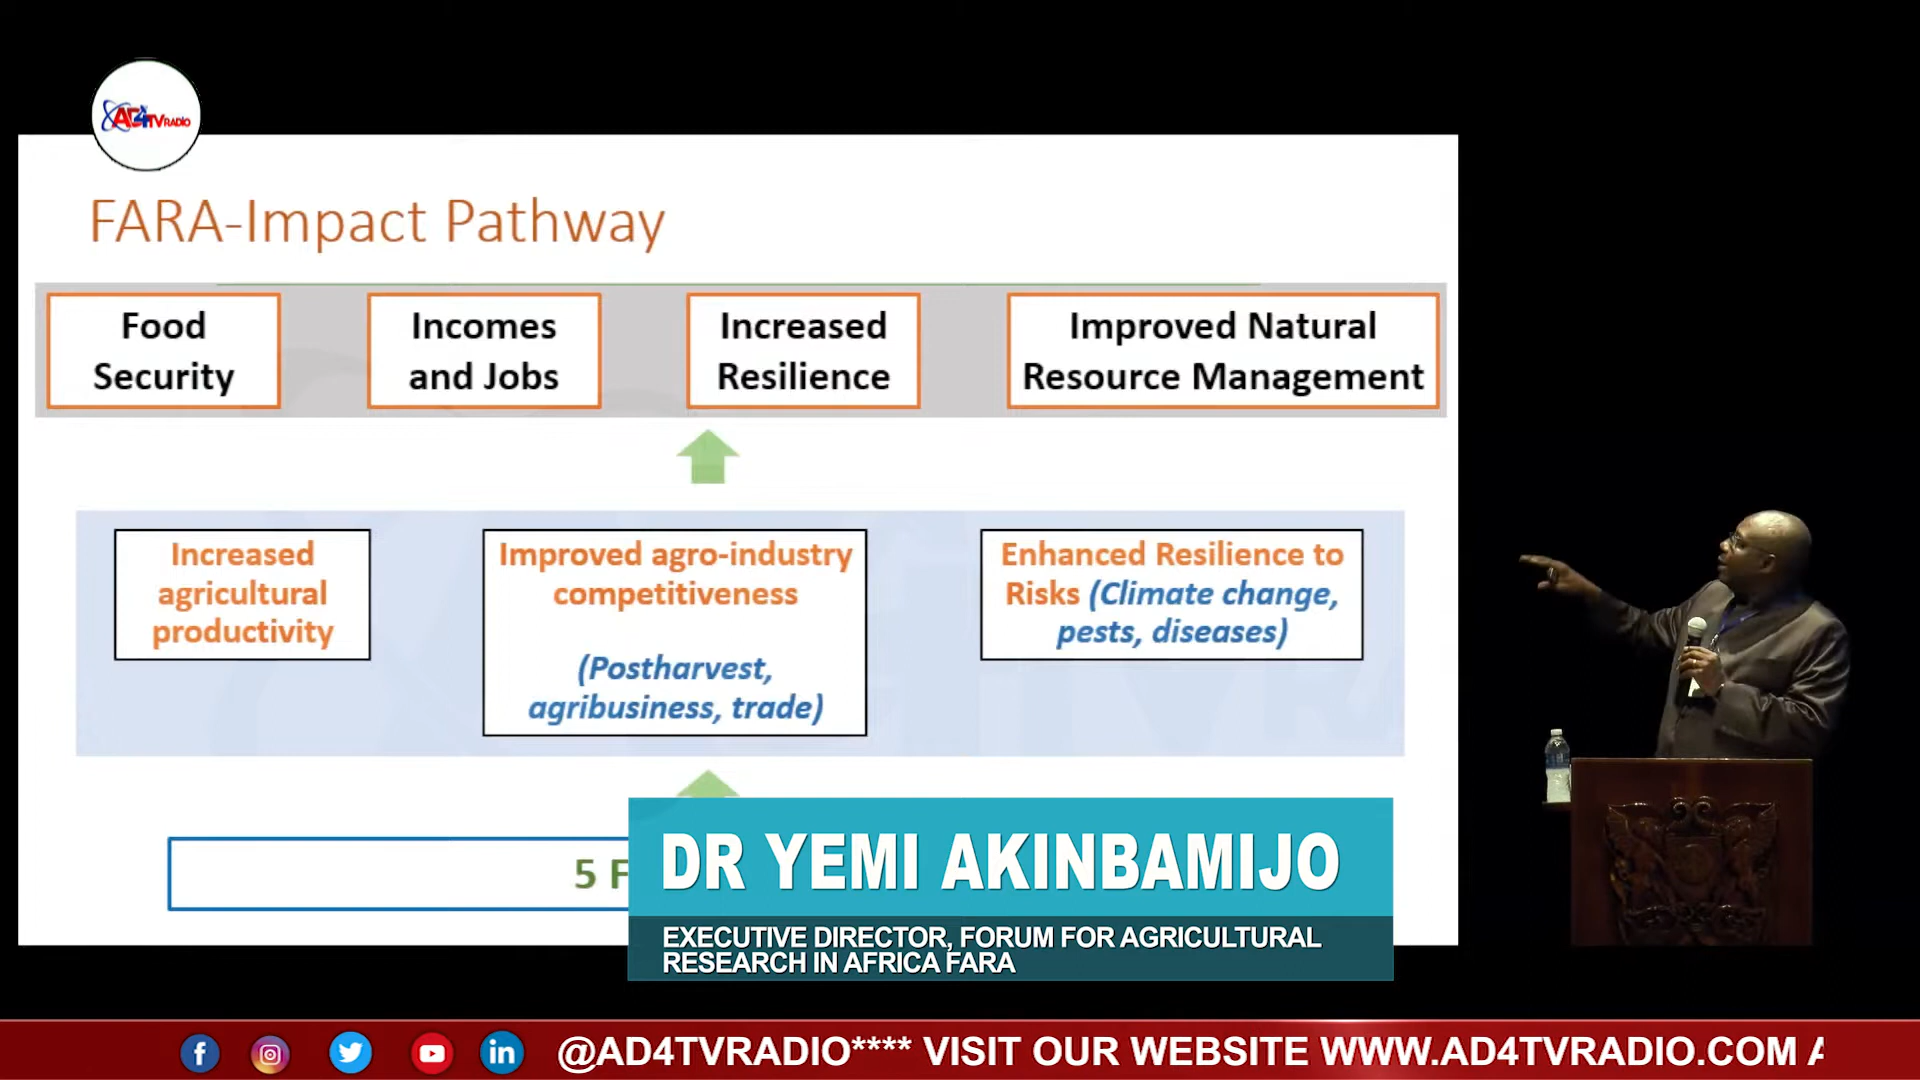 AD4TVRADIO
FARA-Impact Pathway
Food
Security
Incomes
and Jobs
Increased
Resilience
Improved Natural
Resource Management
Increased
agricultural
productivity
Improved agro-industry
competitiveness
(Postharvest,
agribusiness, trade)
Enhanced Resilience to
Risks (Climate change,
pests, diseases)
5 F
DR YEMI AKINBAMIJO
EXECUTIVE DIRECTOR, FORUM FOR AGRICULTURAL
RESEARCH IN AFRICA FARA
@AD4TVRADIO**** VISIT OUR WEBSITE WWW.AD4TVRADIO.COM